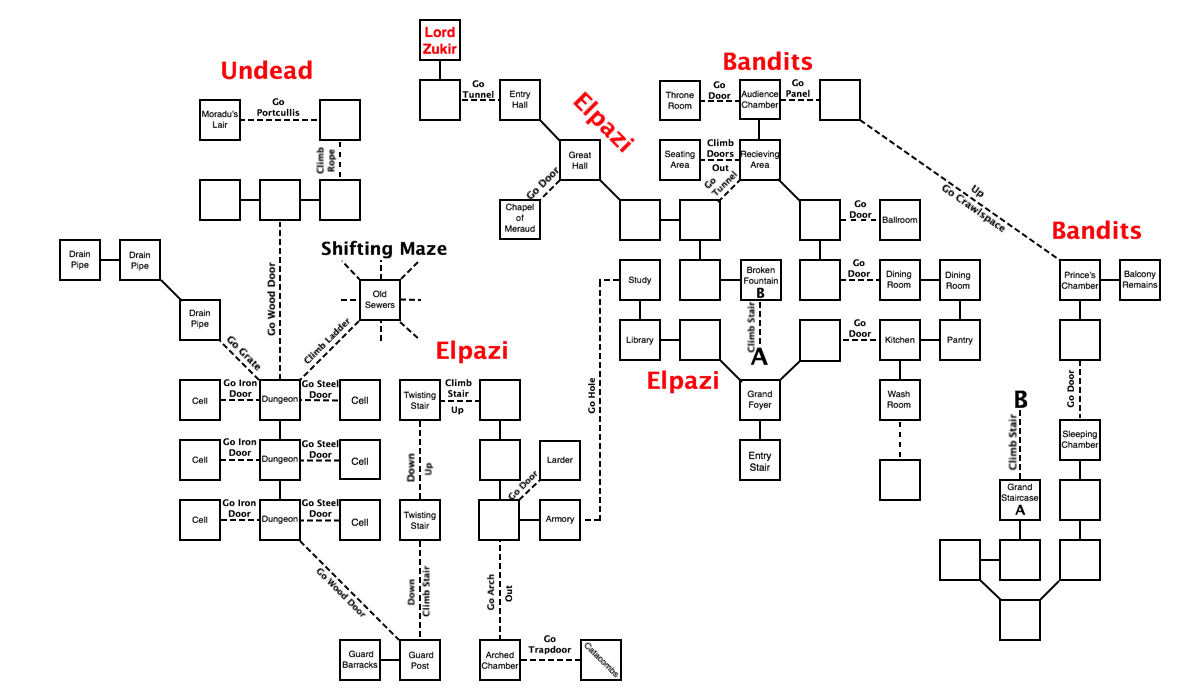 Lord
Zukir
Undead
Bandits
Go
Tunnel
Entry
Hall
Elpazi
Throne
Room
Go
Door
Audience
Chamber
Go
Panel
Moradu's
Lair
Go
Portcullis
Climb
Rope
Great
Hall
Go Door
Chapel
of
Meraud
Seating
Area
Climb
Doors
Out
Recieving
Area
Go
Tunnel
Up
Go Crawlspace
Go
Door
Ballroom
Bandits
Drain
Pipe
Drain
Pipe
Shifting Maze
Go Wood Door
Old
Sewers
Study
Broken
Fountain
B
Go
Door
Dining
Room
Dining
Room
Prince's
Chamber
Balcony
Remains
Drain
Pipe
Go Grate
Climb Ladder
Elpazi
Library
Climb Stair
A
Go
Door
Kitchen
Pantry
Elpazi
Go Hole
Go Door
Cell
Go Iron
Door
Dungeon
Go Steel
Door
Cell
Twisting
Stair
Climb
Stair
Up
Grand
Foyer
Wash
Room
B
Climb Stair
Sleeping
Chamber
Cell
Go Iron
Door
Dungeon
Go Steel
Door
Cell
Down
Up
Larder
Go Door
Entry
Stair
Grand
Staircase
A
Cell
Go Iron
Door
Dungeon
Go Steel
Door
Cell
Twisting
Stair
Armory
Go Wood Door
Down
Climb Stair
Go Arch
Out
Guard
Barracks
Guard
Post
Arched
Chamber
Go
Trapdoor
Catacombs